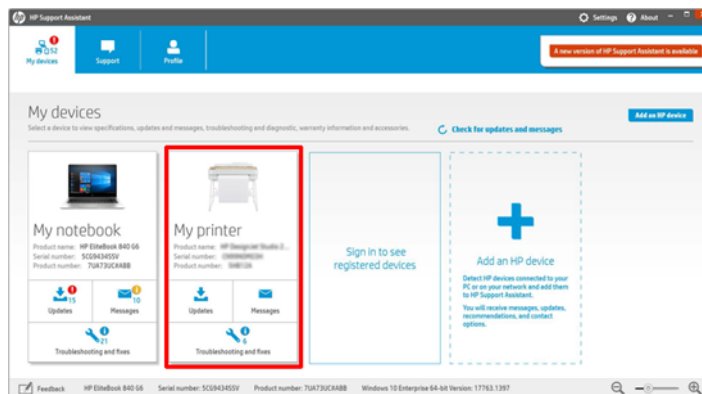 HP Support Assistant
Settings
About
52
My devices
Support
Profile
A new version of HP Support Assistant is available
My devices
Select a device to view specifications, updates and messages, troubleshooting and diagnostic, warranty information and accessories.
Check for updates and messages
Add an HP device
My notebook
Product name: HP EliteBook 840 G6
Serial number: 5CG943455V
Product number: 7UA73UC#ABB
15
Updates
10
Messages
21
Troubleshooting and fixes
My printer
Product name:
Serial number:
Product number:
Updates
Messages
6
Troubleshooting and fixes
Sign in to see
registered devices
Add an HP device
Detect HP devices connected to your
PC or on your network and add them
to HP Support Assistant.
You will receive messages, updates,
recommendations, and contact
options.
Feedback
HP EliteBook 840 G6
Serial number: 5CG943455V
Product number: 7UA73UC#ABB
Windows 10 Enterprise 64-bit Version: 17763.1397